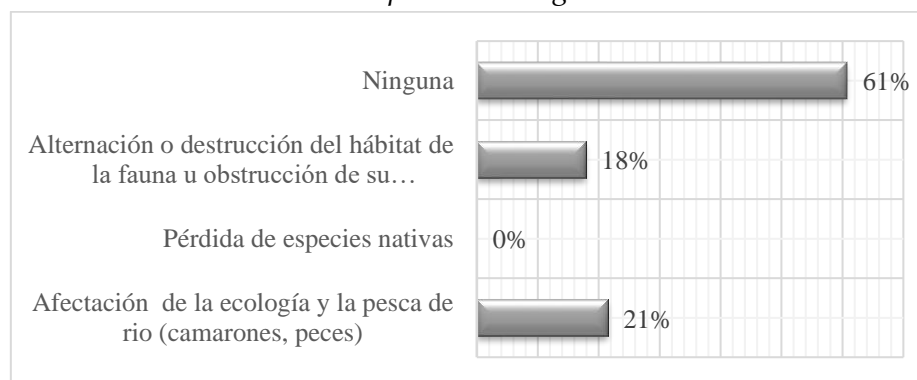 Ninguna
61%
Alternación o destrucción del hábitat de
la fauna u obstrucción de su…
18%
Pérdida de especies nativas
0%
Afectación de la ecología y la pesca de
rio (camarones, peces)
21%